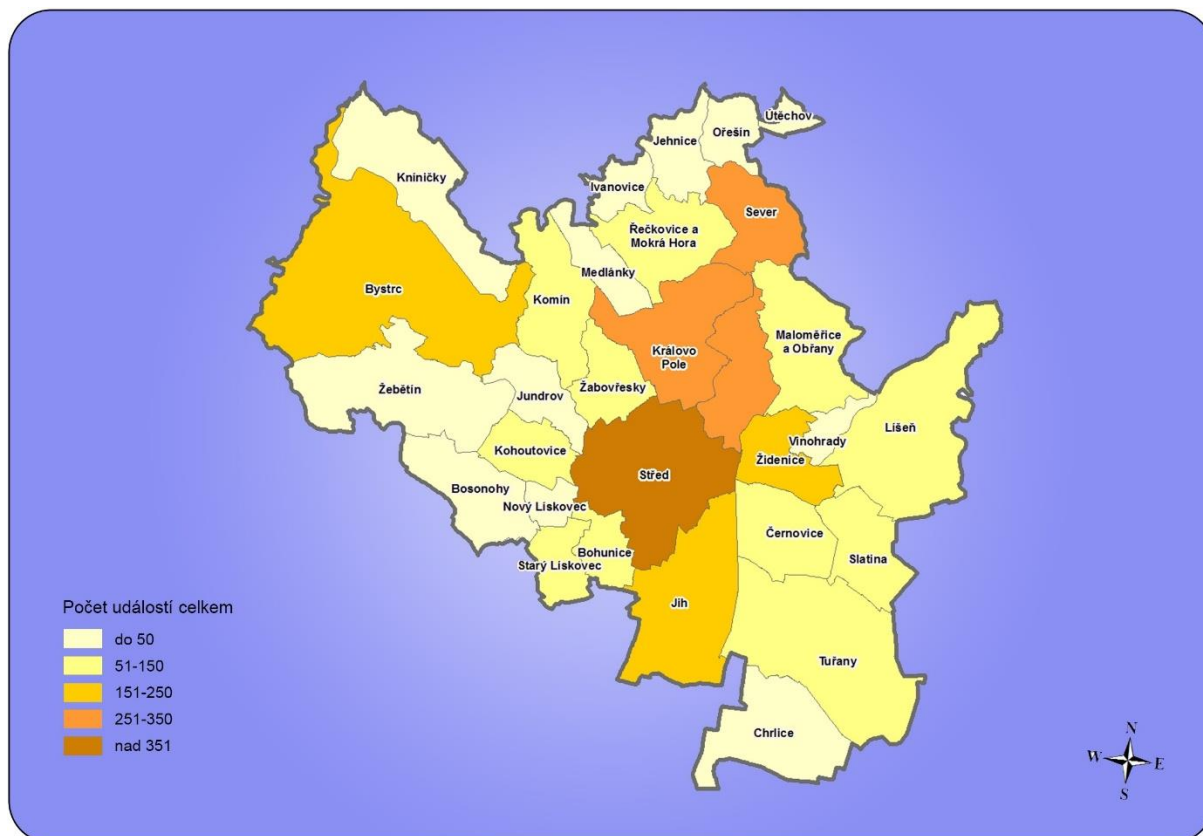 Útěchov
Ořešín
Jehnice
Kníničky
Ivanovice
Sever
Řečkovice a
Mokrá Hora
Medlánky
Bystrc
Komín
Maloměřice
a Obřany
Královo
Pole
Žabovřesky
Žebětín
Jundrov
Líšeň
Vinohrady
Kohoutovice
Židenice
Střed
Bosonohy
Nový Lískovec
Černovice
Bohunice
Slatina
Starý Lískovec
Jih
Tuřany
Chrlice
Počet událostí celkem
do 50
51-150
151-250
251-350
nad 351
N
W
E
S